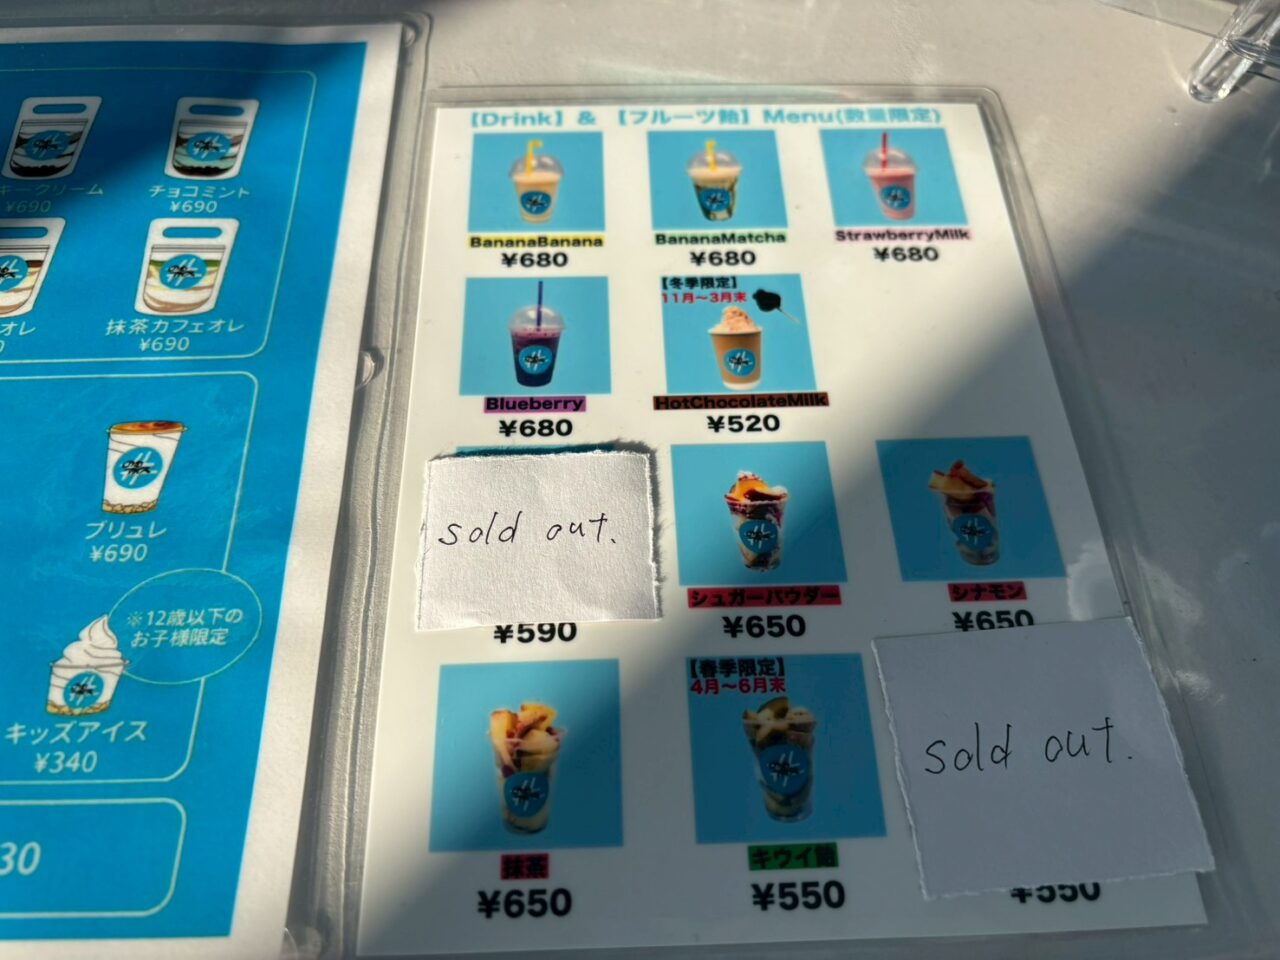 キークリーム
¥690
チョコミント
¥690
オレ
0
抹茶カフェオレ
¥690
ブリュレ
¥690
※12歳以下の
お子様限定
キッズアイス
¥340
30
【Drink】&【フルーツ飴】Menu(数量限定)
BananaBanana
¥680
BananaMatcha
¥680
StrawberryMilk
¥680
Blueberry
¥680
【冬季限定】
11月～3月末
HotChocolateMilk
¥520
sold out.
¥590
シュガーパウダー
¥650
シナモン
¥650
抹茶
¥650
【春季限定】
4月～6月末
キウイ飴
¥550
sold out.
¥550